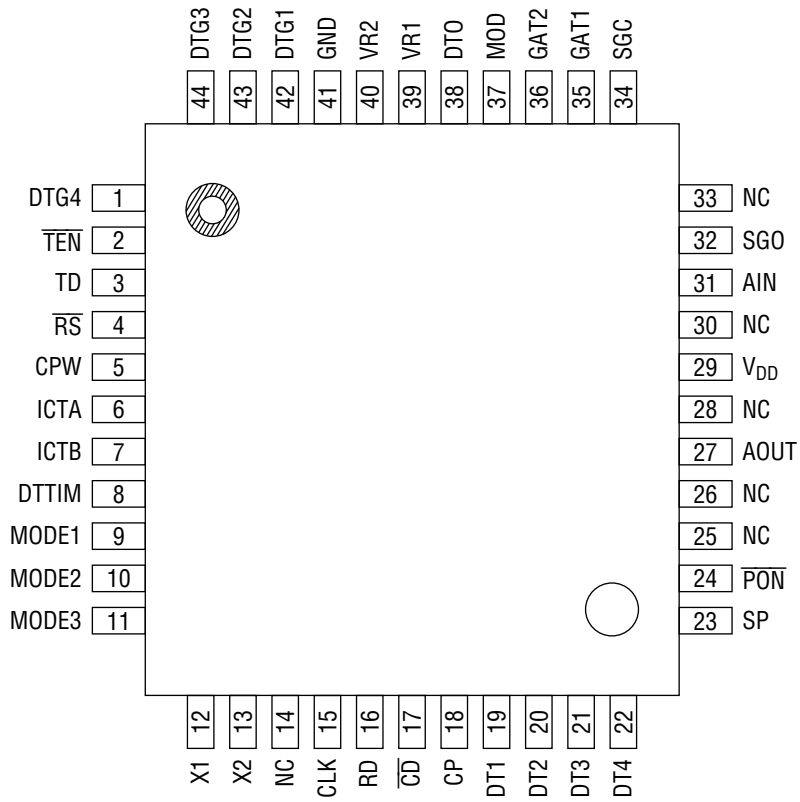 DTG3 DTG2 DTG1 GND VR2 VR1 DTO MOD GAT2 GAT1 SGC
44 43 42 41 40 39 38 37 36 35 34
DTG4 1 33 NC
T̅E̅N̅ 2 32 SGO
TD 3 31 AIN
R̅S̅ 4 30 NC
CPW 5 29 VDD
ICTA 6 28 NC
ICTB 7 27 AOUT
DTTIM 8 26 NC
MODE1 9 25 NC
MODE2 10 24 P̅O̅N̅
MODE3 11 23 SP
12 13 14 15 16 17 18 19 20 21 22
X1 X2 NC CLK RD C̅D̅ CP DT1 DT2 DT3 DT4